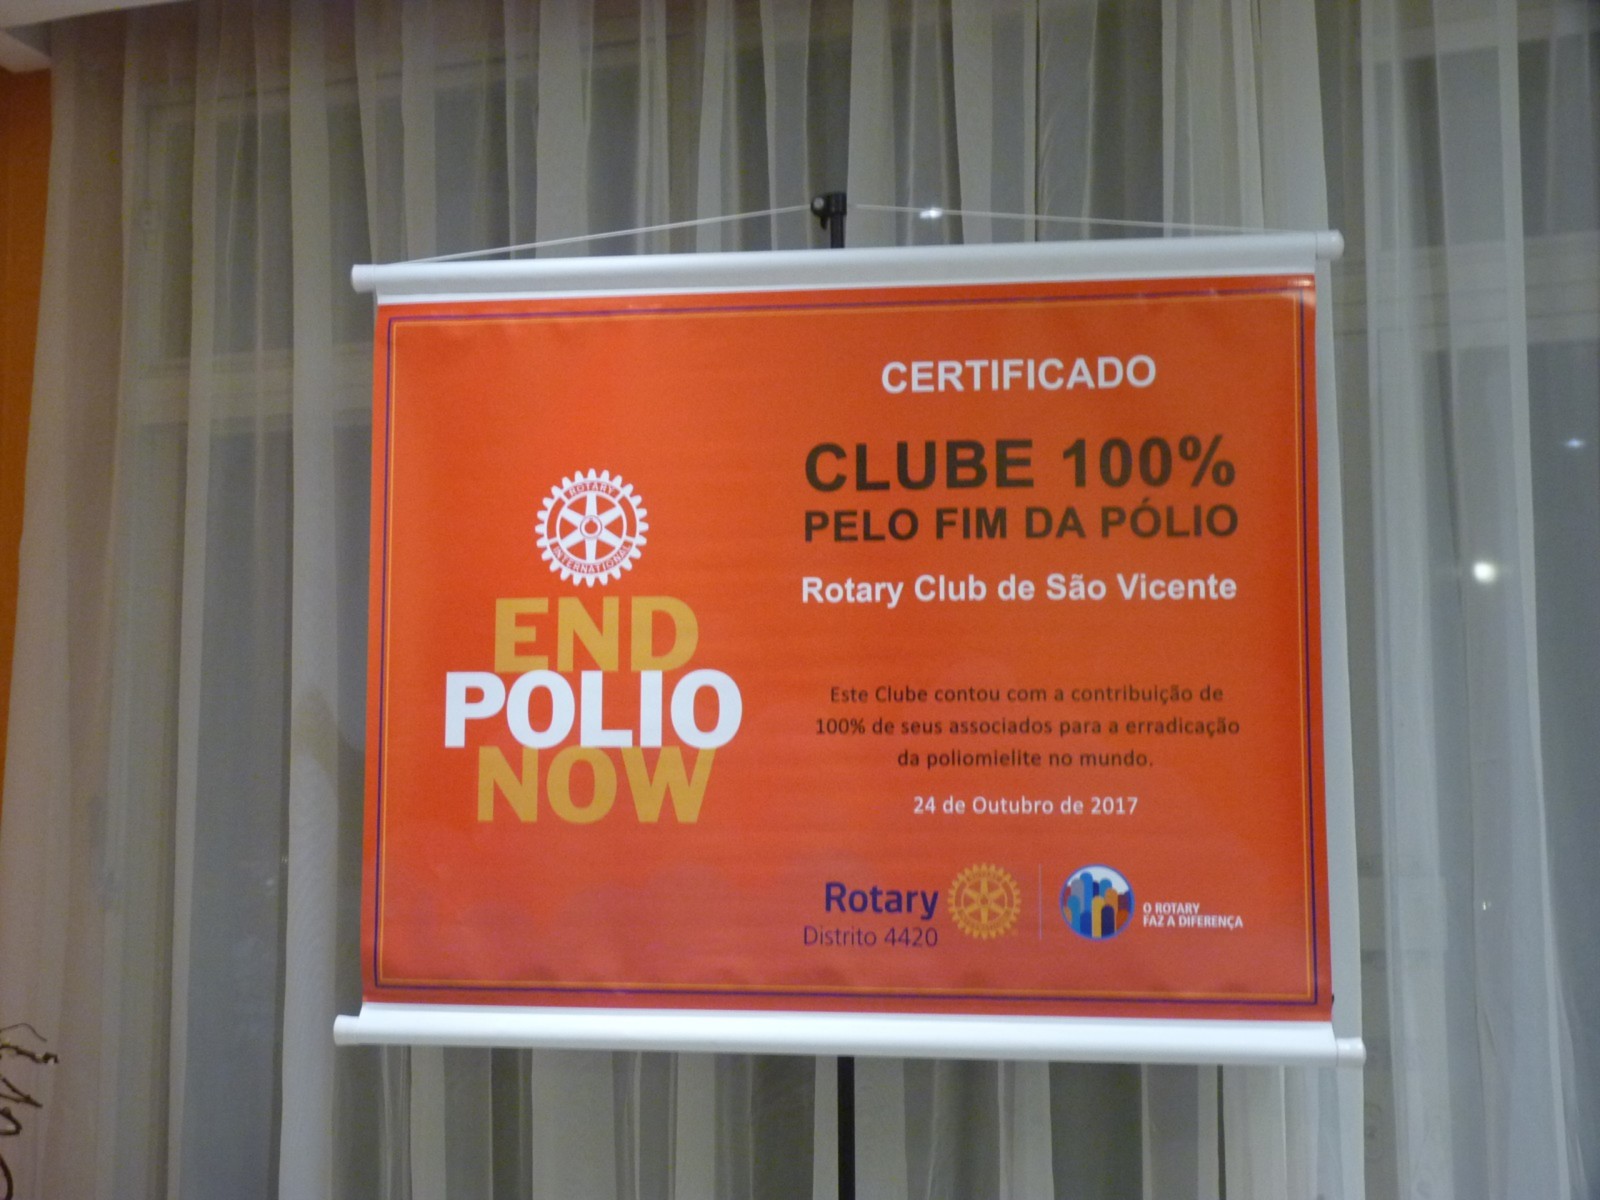 CERTIFICADO
CLUBE 100%
PELO FIM DA PÓLIO
Rotary Club de São Vicente
ROTARY
INTERNATIONAL
END
POLIO
NOW
Este Clube contou com a contribuição de
100% de seus associados para a erradicação
da poliomielite no mundo.
24 de Outubro de 2017
Rotary
Distrito 4420
O ROTARY
FAZ A DIFERENÇA